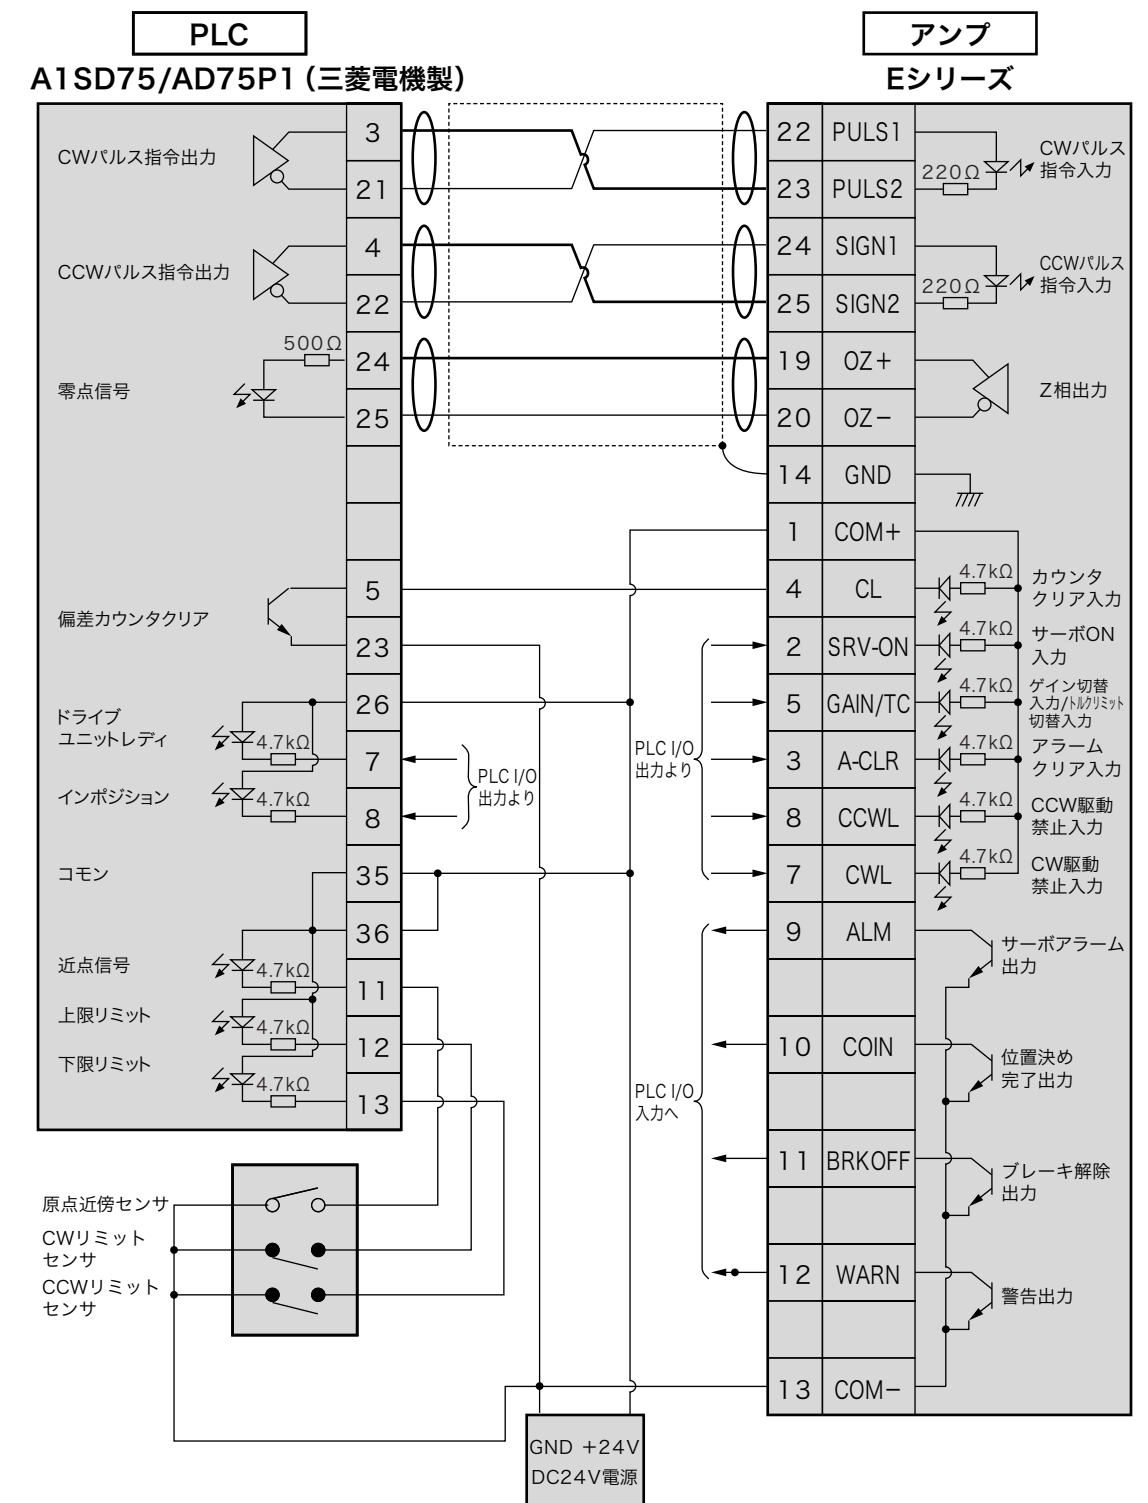 PLC
A1SD75/AD75P1(三菱電機製)
CWパルス指令出力
3
21
CCWパルス指令出力
4
22
500Ω
24
零点信号
25
5
偏差カウンタクリア
23
26
ドライブ
ユニットレディ
4.7kΩ
7
インポジション
4.7kΩ
8
PLC I/O
出力より
コモン
35
36
近点信号
4.7kΩ
11
上限リミット
4.7kΩ
12
下限リミット
4.7kΩ
13
原点近傍センサ
CWリミット
センサ
CCWリミット
センサ
アンプ
Eシリーズ
22 PULS1
CWパルス
指令入力
220Ω
23 PULS2
24 SIGN1
CCWパルス
指令入力
220Ω
25 SIGN2
19 OZ+
Z相出力
20 OZ−
14 GND
1 COM+
4 CL
4.7kΩ
カウンタ
クリア入力
2 SRV-ON
4.7kΩ
サーボON
入力
5 GAIN/TC
4.7kΩ
ゲイン切替
入力/トルクリミット
切替入力
PLC I/O
出力より
3 A-CLR
4.7kΩ
アラーム
クリア入力
8 CCWL
4.7kΩ
CCW駆動
禁止入力
7 CWL
4.7kΩ
CW駆動
禁止入力
9 ALM
サーボアラーム
出力
10 COIN
位置決め
完了出力
PLC I/O
入力へ
11 BRKOFF
ブレーキ解除
出力
12 WARN
警告出力
13 COM−
GND +24V
DC24V電源